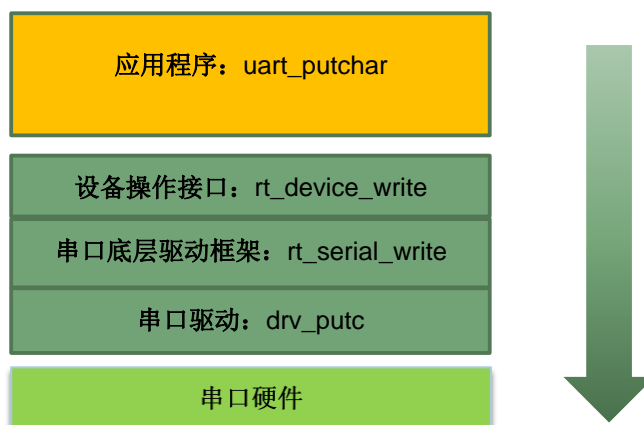 应用程序：uart_putchar
设备操作接口：rt_device_write
串口底层驱动框架：rt_serial_write
串口驱动：drv_putc
串口硬件